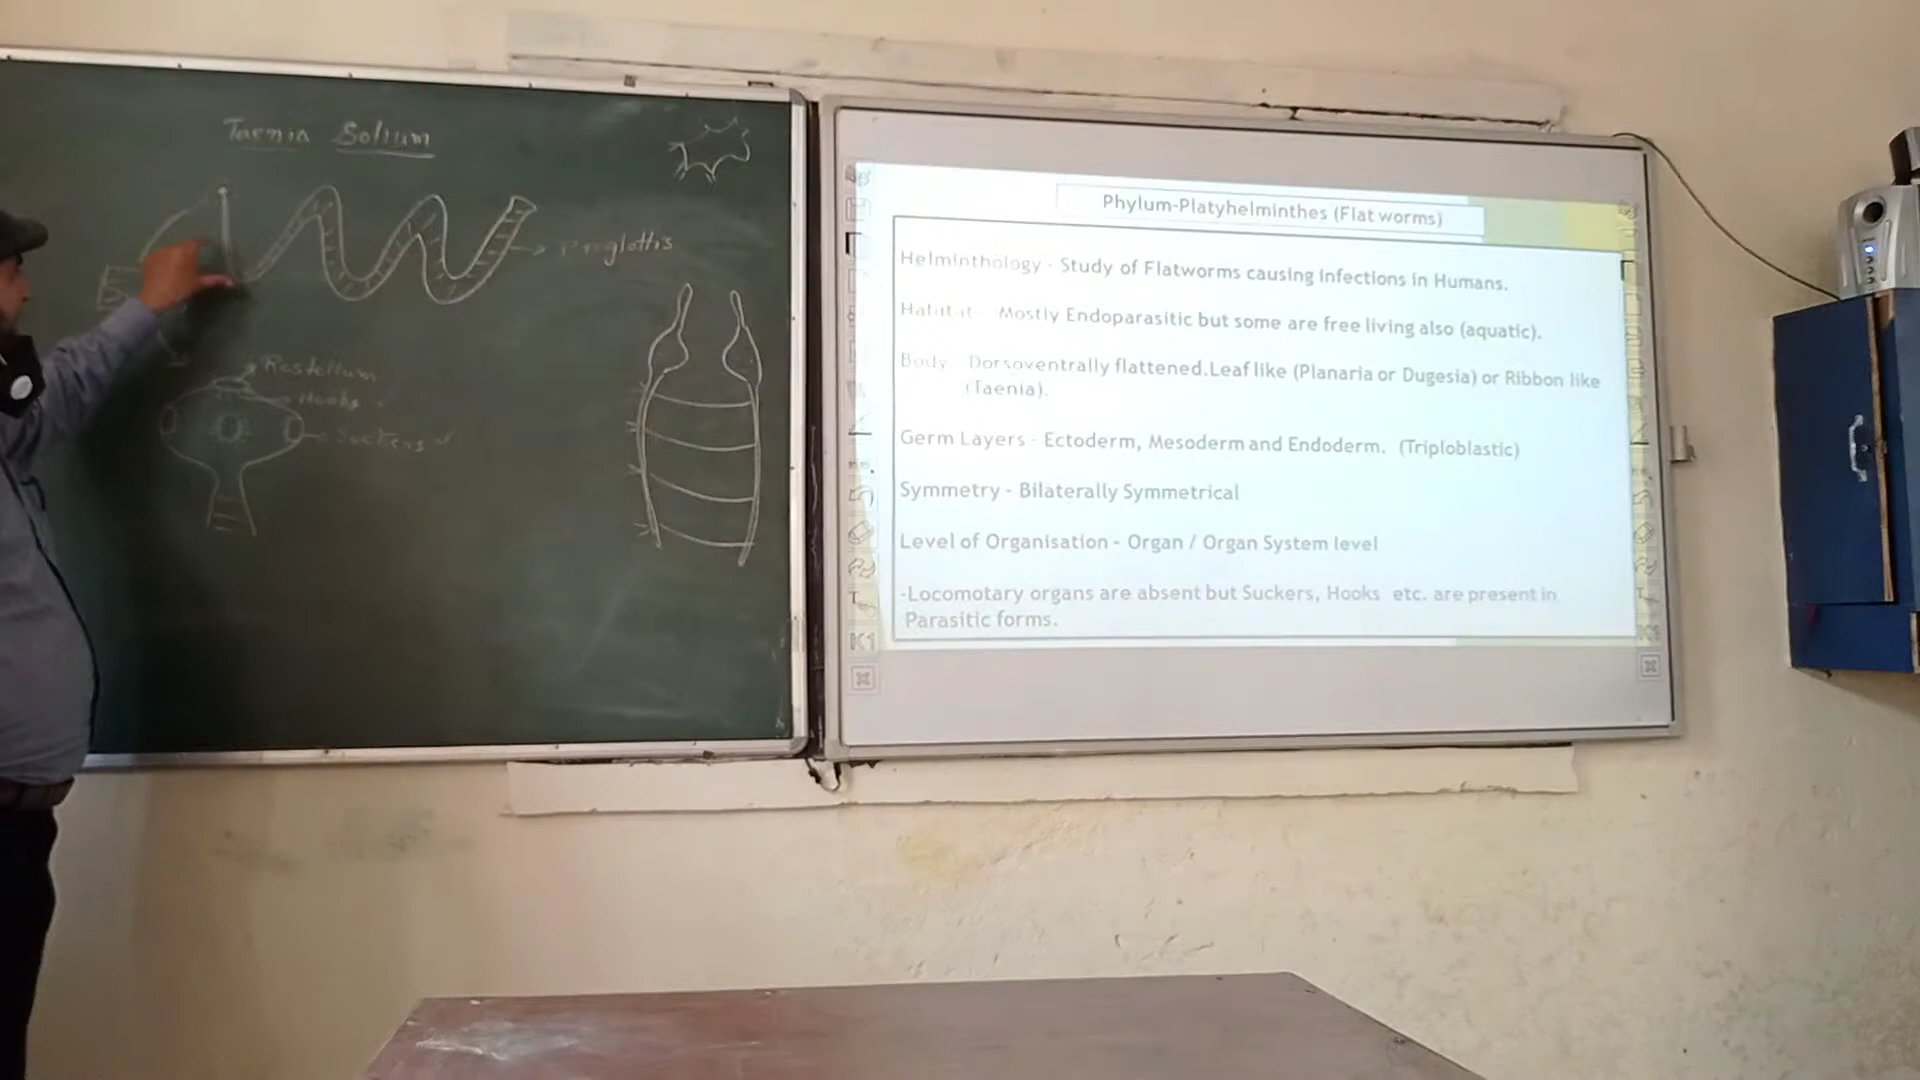 Taenia Solium
Proglottis
Rostellum
Hooks
Suckers ✓
Phylum-Platyhelminthes (Flat worms)
Helminthology - Study of Flatworms causing infections in Humans.
Habitat - Mostly Endoparasitic but some are free living also (aquatic).
Body - Dorsoventrally flattened.Leaf like (Planaria or Dugesia) or Ribbon like
(Taenia).
Germ Layers - Ectoderm, Mesoderm and Endoderm. (Triploblastic)
Symmetry - Bilaterally Symmetrical
Level of Organisation - Organ / Organ System level
-Locomotary organs are absent but Suckers, Hooks etc. are present in
Parasitic forms.